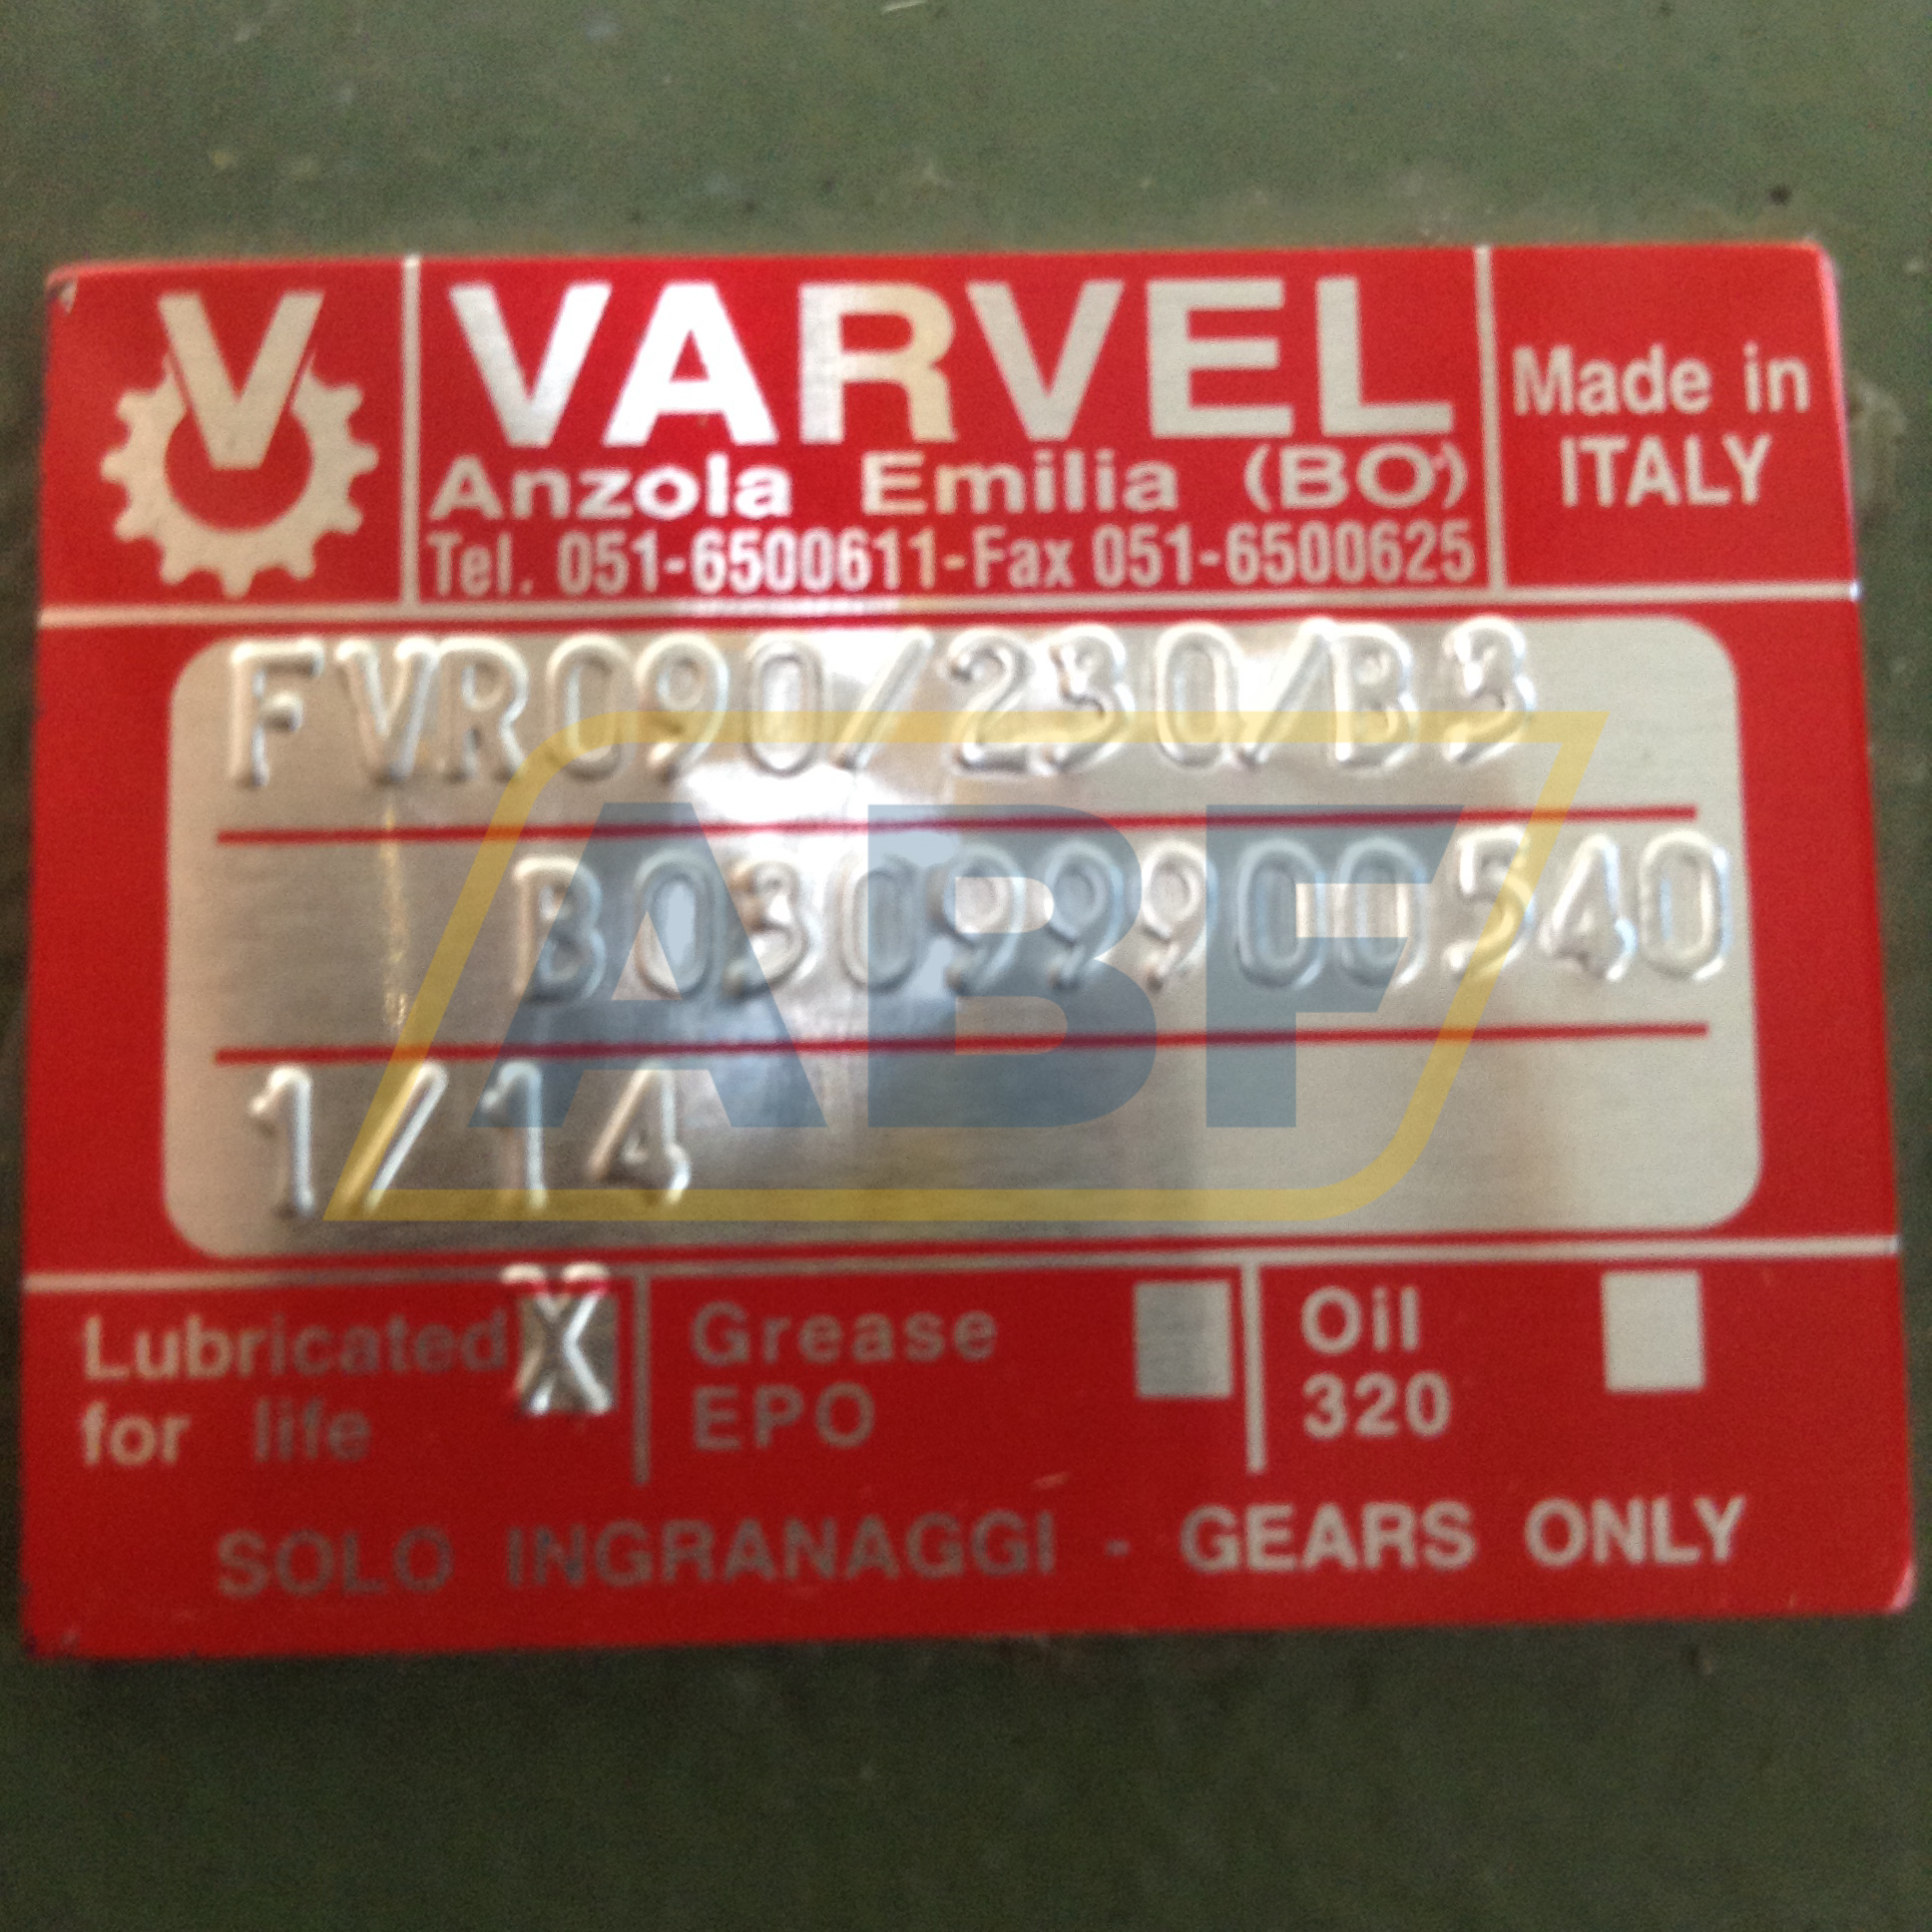 V
VARVEL
Anzola Emilia (BO)
Tel. 051-6500611-Fax 051-6500625
Made in
ITALY
FVR090/230/B3
B03099900540
1/14
ABF
Lubricated X
for life
Grease
EPO
Oil
320
SOLO INGRANAGGI - GEARS ONLY